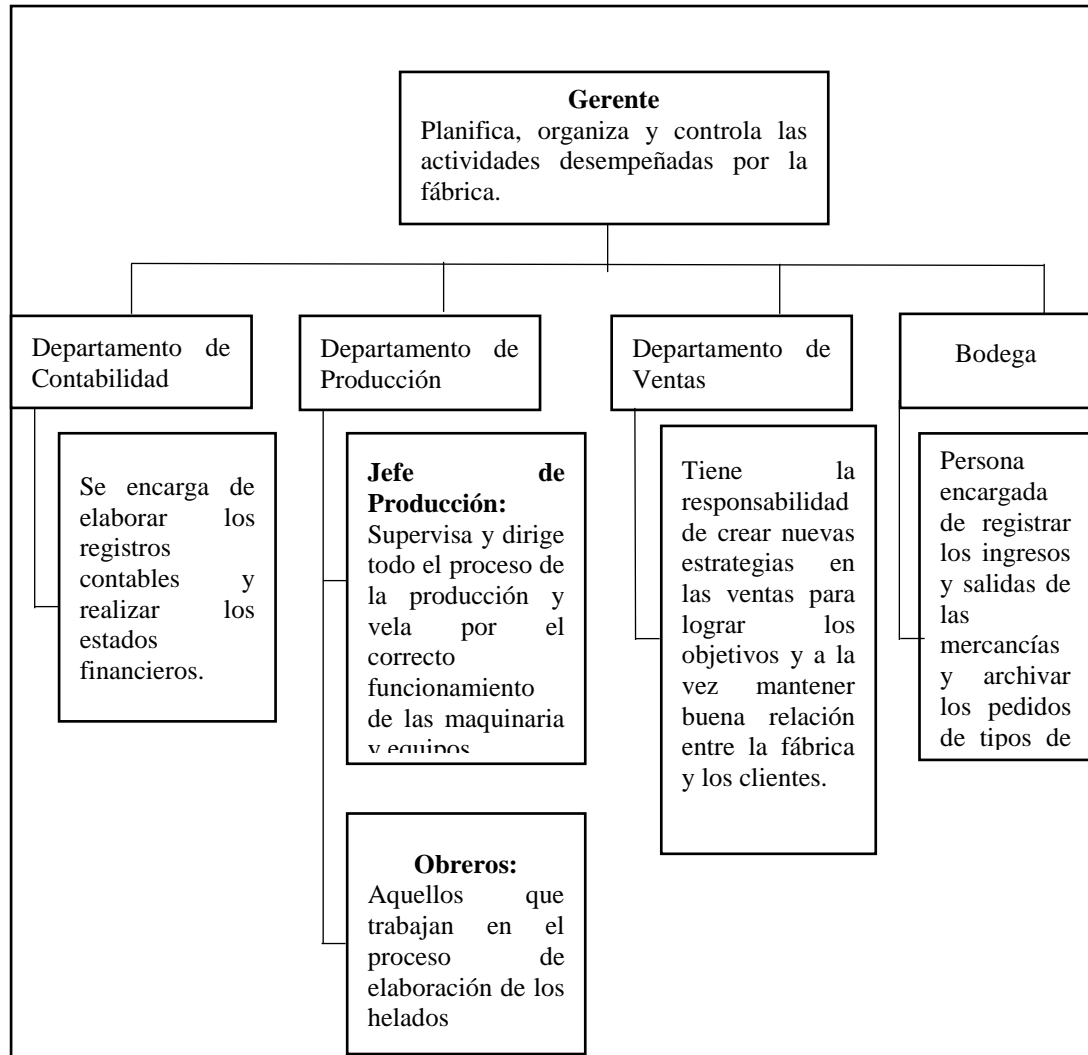 Gerente
Planifica, organiza y controla las
actividades desempeñadas por la
fábrica.
Departamento de
Contabilidad
Departamento de
Producción
Departamento de
Ventas
Bodega
Se encarga de
elaborar los
registros
contables y
realizar los
estados
financieros.
Jefe de
Producción:
Supervisa y dirige
todo el proceso de
la producción y
vela por el
correcto
funcionamiento
de las maquinaria
y equipos
Obreros:
Aquellos que
trabajan en el
proceso de
elaboración de los
helados
Tiene la
responsabilidad
de crear nuevas
estrategias en
las ventas para
lograr los
objetivos y a la
vez mantener
buena relación
entre la fábrica
y los clientes.
Persona
encargada
de registrar
los ingresos
y salidas de
las
mercancías
y archivar
los pedidos
de tipos de